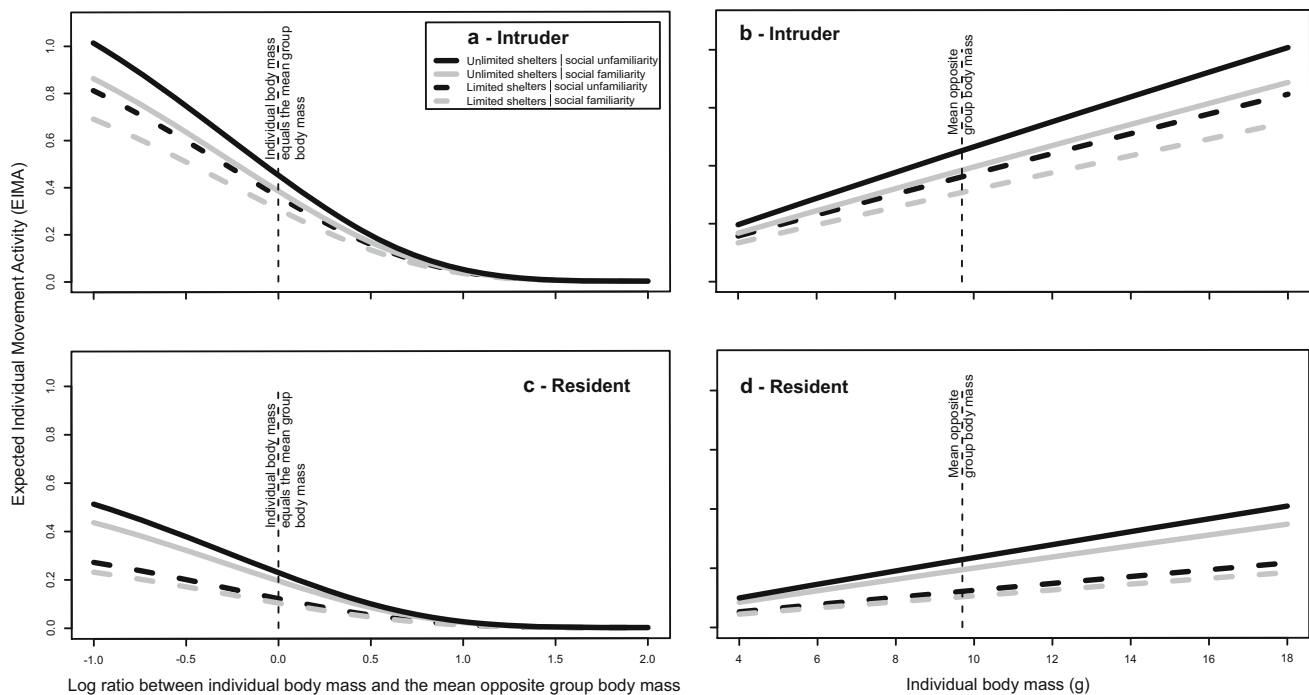 Expected Individual Movement Activity (EIMA)
a - Intruder
Unlimited shelters | social unfamiliarity
Unlimited shelters | social familiarity
Limited shelters | social unfamiliarity
Limited shelters | social familiarity
Individual body mass
equals the mean group
body mass
1.0
0.8
0.6
0.4
0.2
0.0
b - Intruder
Mean opposite
group body mass
c - Resident
Individual body mass
equals the mean group
body mass
1.0
0.8
0.6
0.4
0.2
0.0
-1.0 -0.5 0.0 0.5 1.0 1.5 2.0
Log ratio between individual body mass and the mean opposite group body mass
d - Resident
Mean opposite
group body mass
4 6 8 10 12 14 16 18
Individual body mass (g)